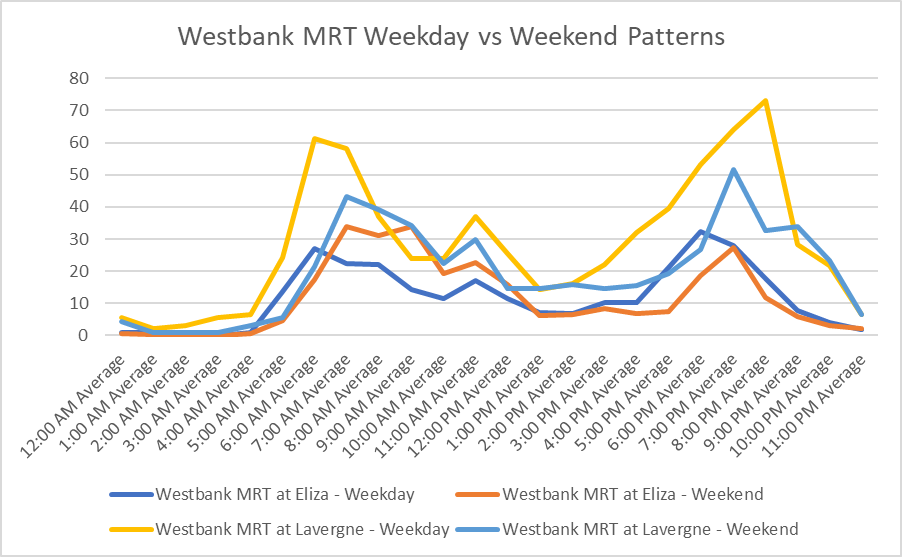 Westbank MRT Weekday vs Weekend Patterns
80
70
60
50
40
30
20
10
0
12:00 AM Average
1:00 AM Average
2:00 AM Average
3:00 AM Average
4:00 AM Average
5:00 AM Average
6:00 AM Average
7:00 AM Average
8:00 AM Average
9:00 AM Average
10:00 AM Average
11:00 AM Average
12:00 PM Average
1:00 PM Average
2:00 PM Average
3:00 PM Average
4:00 PM Average
5:00 PM Average
6:00 PM Average
7:00 PM Average
8:00 PM Average
9:00 PM Average
10:00 PM Average
11:00 PM Average
Westbank MRT at Eliza - Weekday
Westbank MRT at Eliza - Weekend
Westbank MRT at Lavergne - Weekday
Westbank MRT at Lavergne - Weekend